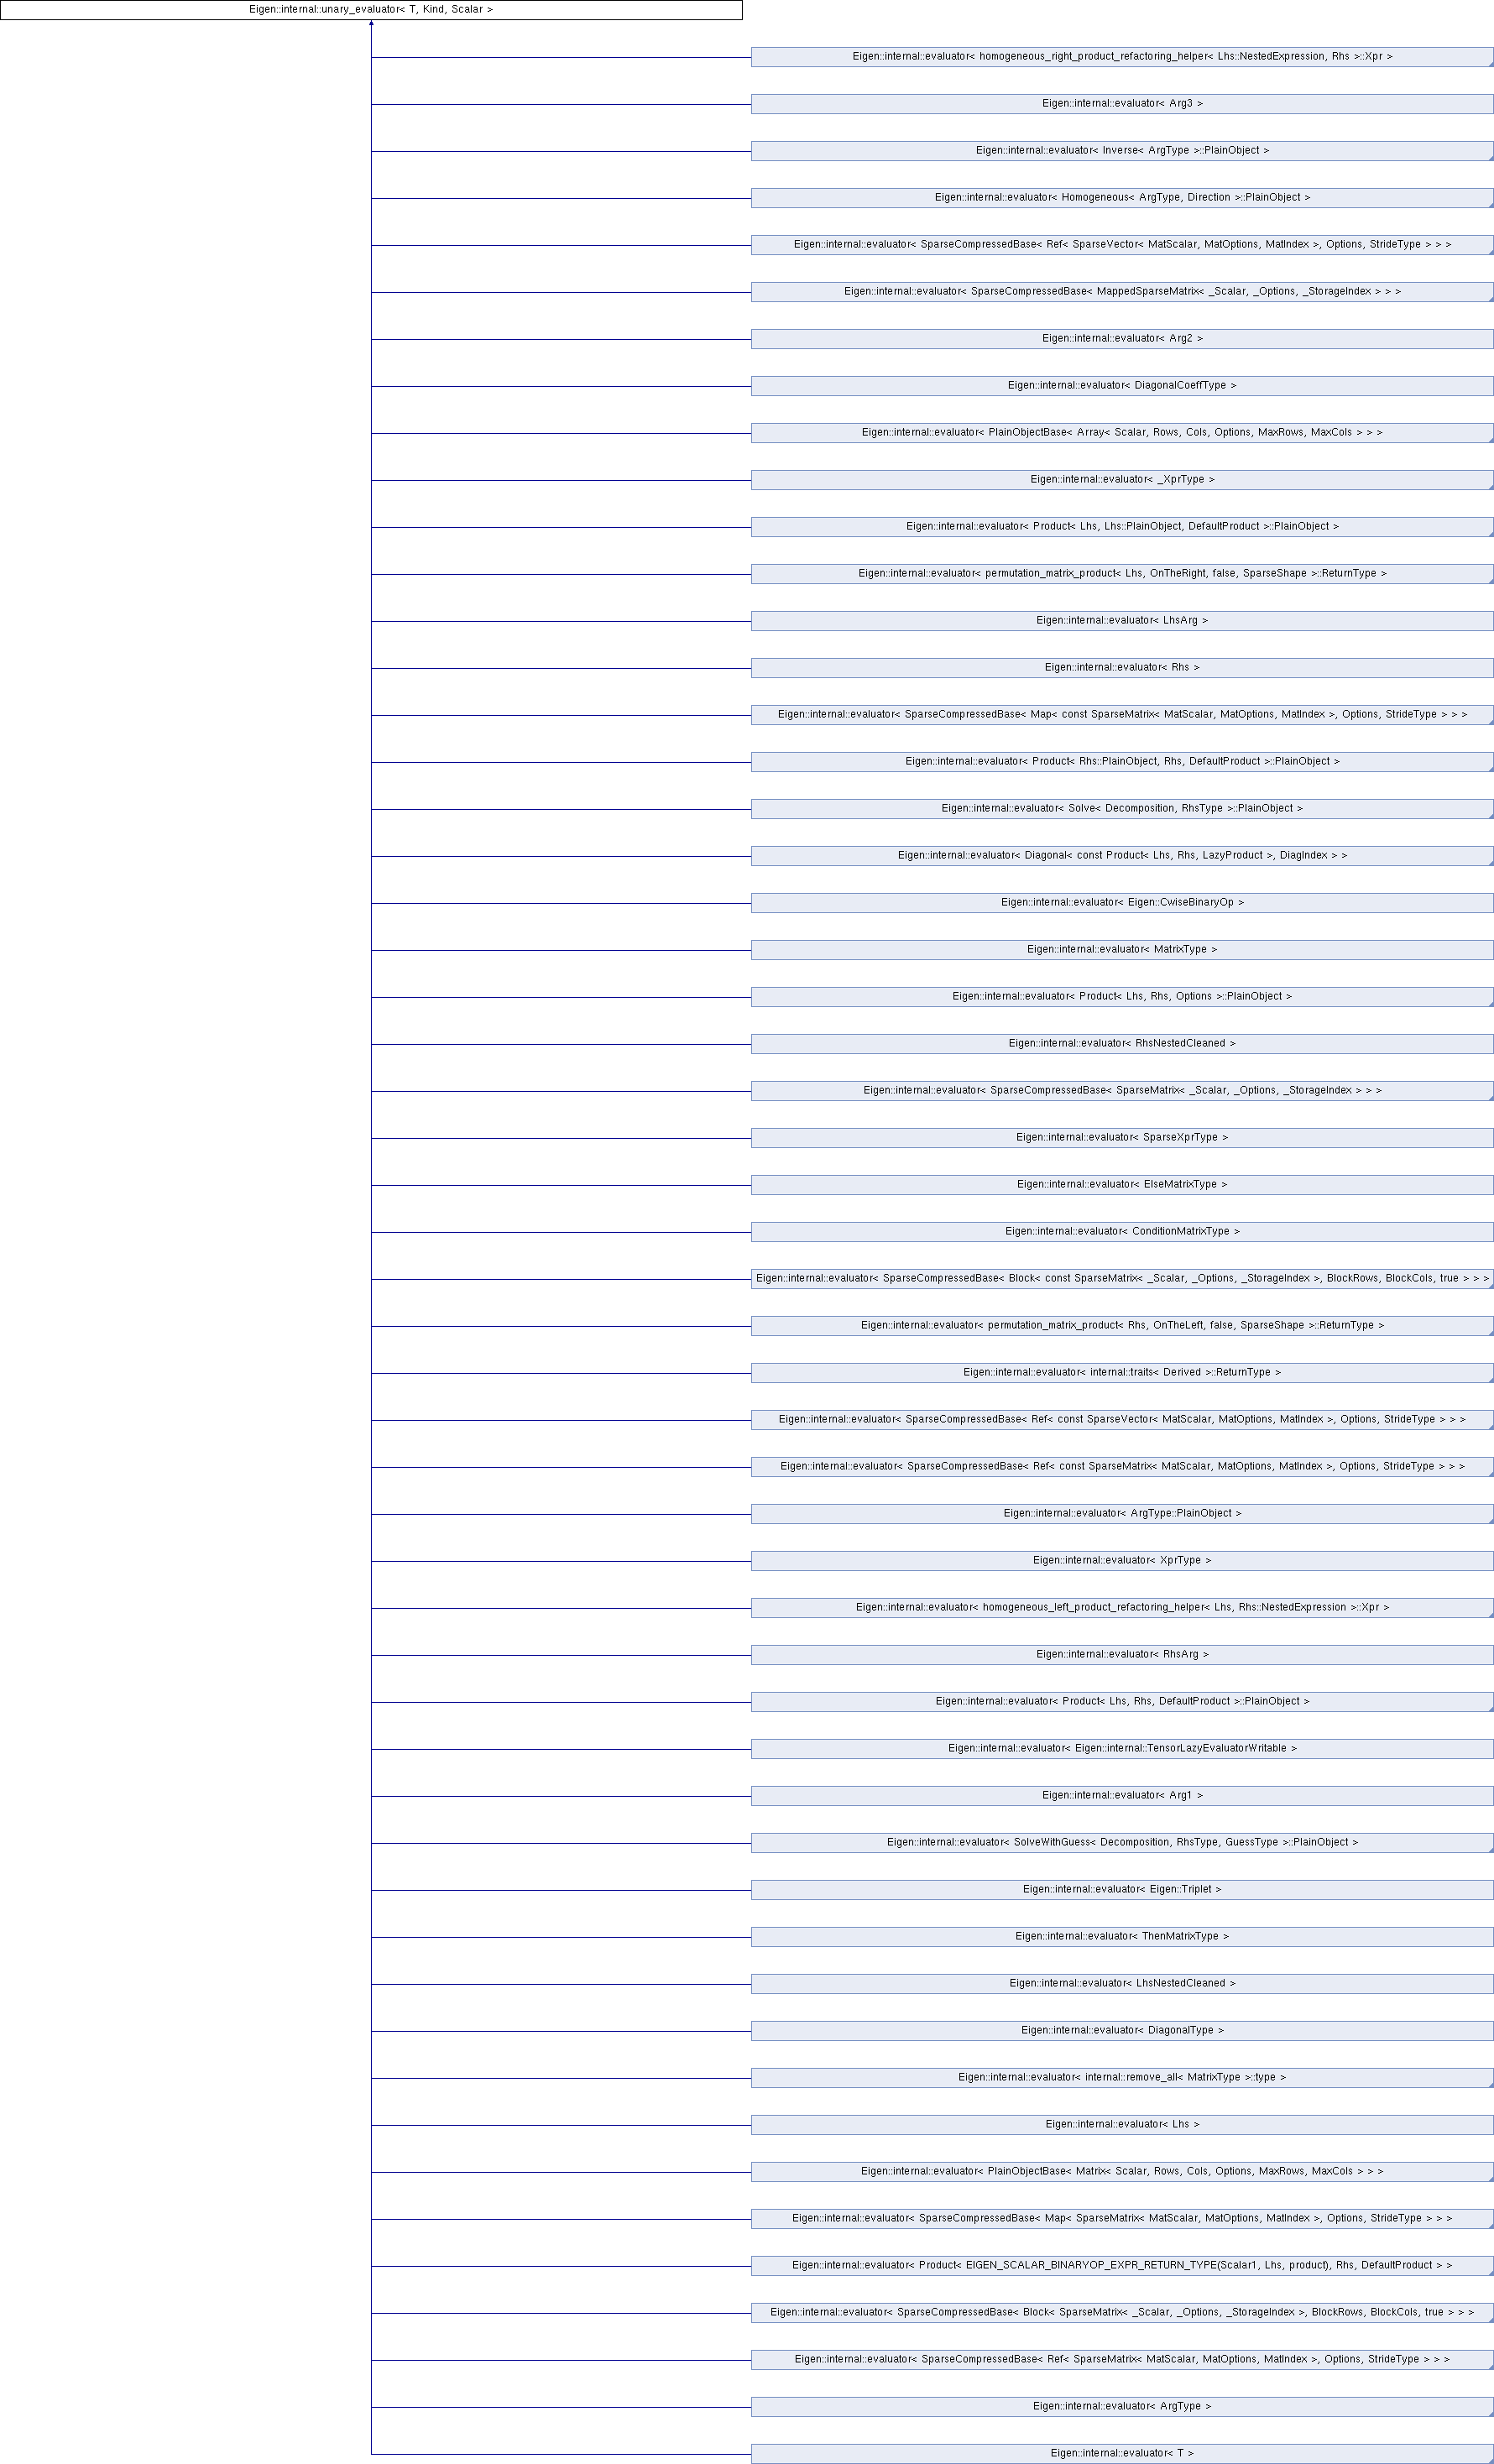 Eigen::internal::unary_evaluator< T, Kind, Scalar >
Eigen::internal::evaluator< homogeneous_right_product_refactoring_helper< Lhs::NestedExpression, Rhs >::Xpr >
Eigen::internal::evaluator< Arg3 >
Eigen::internal::evaluator< Inverse< ArgType >::PlainObject >
Eigen::internal::evaluator< Homogeneous< ArgType, Direction >::PlainObject >
Eigen::internal::evaluator< SparseCompressedBase< Ref< SparseVector< MatScalar, MatOptions, MatIndex >, Options, StrideType > > >
Eigen::internal::evaluator< SparseCompressedBase< MappedSparseMatrix< _Scalar, _Options, _StorageIndex > > >
Eigen::internal::evaluator< Arg2 >
Eigen::internal::evaluator< DiagonalCoeffType >
Eigen::internal::evaluator< PlainObjectBase< Array< Scalar, Rows, Cols, Options, MaxRows, MaxCols > > >
Eigen::internal::evaluator< _XprType >
Eigen::internal::evaluator< Product< Lhs, Lhs::PlainObject, DefaultProduct >::PlainObject >
Eigen::internal::evaluator< permutation_matrix_product< Lhs, OnTheRight, false, SparseShape >::ReturnType >
Eigen::internal::evaluator< LhsArg >
Eigen::internal::evaluator< Rhs >
Eigen::internal::evaluator< SparseCompressedBase< Map< const SparseMatrix< MatScalar, MatOptions, MatIndex >, Options, StrideType > > >
Eigen::internal::evaluator< Product< Rhs::PlainObject, Rhs, DefaultProduct >::PlainObject >
Eigen::internal::evaluator< Solve< Decomposition, RhsType >::PlainObject >
Eigen::internal::evaluator< Diagonal< const Product< Lhs, Rhs, LazyProduct >, DiagIndex > >
Eigen::internal::evaluator< Eigen::CwiseBinaryOp >
Eigen::internal::evaluator< MatrixType >
Eigen::internal::evaluator< Product< Lhs, Rhs, Options >::PlainObject >
Eigen::internal::evaluator< RhsNestedCleaned >
Eigen::internal::evaluator< SparseCompressedBase< SparseMatrix< _Scalar, _Options, _StorageIndex > > >
Eigen::internal::evaluator< SparseXprType >
Eigen::internal::evaluator< ElseMatrixType >
Eigen::internal::evaluator< ConditionMatrixType >
Eigen::internal::evaluator< SparseCompressedBase< Block< const SparseMatrix< _Scalar, _Options, _StorageIndex >, BlockRows, BlockCols, true > > >
Eigen::internal::evaluator< permutation_matrix_product< Rhs, OnTheLeft, false, SparseShape >::ReturnType >
Eigen::internal::evaluator< internal::traits< Derived >::ReturnType >
Eigen::internal::evaluator< SparseCompressedBase< Ref< const SparseVector< MatScalar, MatOptions, MatIndex >, Options, StrideType > > >
Eigen::internal::evaluator< SparseCompressedBase< Ref< const SparseMatrix< MatScalar, MatOptions, MatIndex >, Options, StrideType > > >
Eigen::internal::evaluator< ArgType::PlainObject >
Eigen::internal::evaluator< XprType >
Eigen::internal::evaluator< homogeneous_left_product_refactoring_helper< Lhs, Rhs::NestedExpression >::Xpr >
Eigen::internal::evaluator< RhsArg >
Eigen::internal::evaluator< Product< Lhs, Rhs, DefaultProduct >::PlainObject >
Eigen::internal::evaluator< Eigen::internal::TensorLazyEvaluatorWritable >
Eigen::internal::evaluator< Arg1 >
Eigen::internal::evaluator< SolveWithGuess< Decomposition, RhsType, GuessType >::PlainObject >
Eigen::internal::evaluator< Eigen::Triplet >
Eigen::internal::evaluator< ThenMatrixType >
Eigen::internal::evaluator< LhsNestedCleaned >
Eigen::internal::evaluator< DiagonalType >
Eigen::internal::evaluator< internal::remove_all< MatrixType >::type >
Eigen::internal::evaluator< Lhs >
Eigen::internal::evaluator< PlainObjectBase< Matrix< Scalar, Rows, Cols, Options, MaxRows, MaxCols > > >
Eigen::internal::evaluator< SparseCompressedBase< Map< SparseMatrix< MatScalar, MatOptions, MatIndex >, Options, StrideType > > >
Eigen::internal::evaluator< Product< EIGEN_SCALAR_BINARYOP_EXPR_RETURN_TYPE(Scalar1, Lhs, product), Rhs, DefaultProduct > >
Eigen::internal::evaluator< SparseCompressedBase< Block< SparseMatrix< _Scalar, _Options, _StorageIndex >, BlockRows, BlockCols, true > > >
Eigen::internal::evaluator< SparseCompressedBase< Ref< SparseMatrix< MatScalar, MatOptions, MatIndex >, Options, StrideType > > >
Eigen::internal::evaluator< ArgType >
Eigen::internal::evaluator< T >